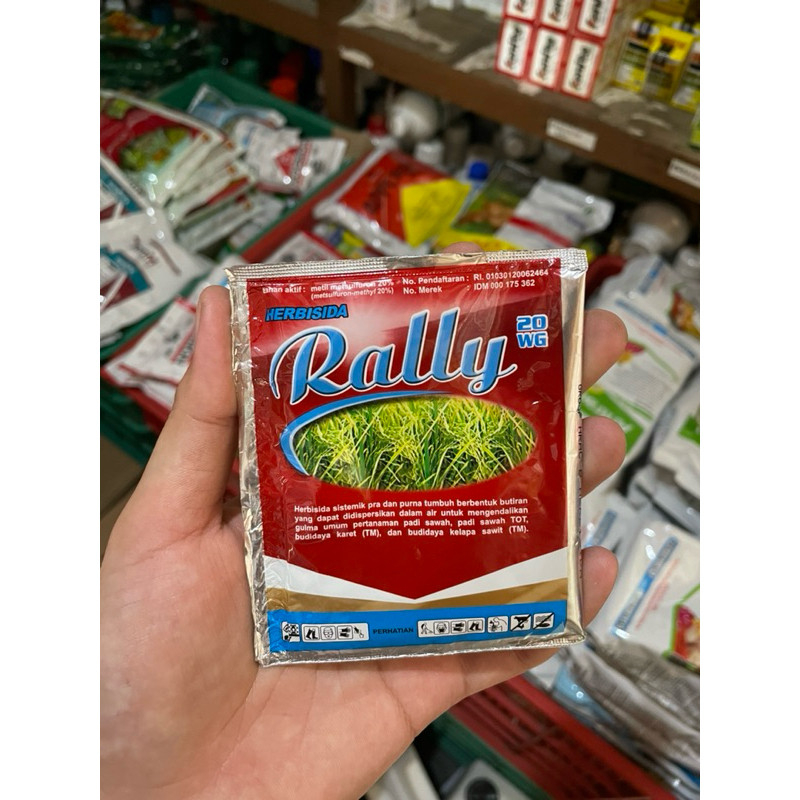 bahan aktif : metil metsulfuron 20% No. Pendaftaran : RI. 01030120062464
(metsulfuron-methyl 20%) No. Merek : IDM 000 175 362
HERBISIDA
Rally 20 WG
Herbisida sistemik pra dan purna tumbuh berbentuk butiran
yang dapat didispersikan dalam air untuk mengendalikan
gulma umum pertanaman padi sawah, padi sawah TOT,
budidaya karet (TM), dan budidaya kelapa sawit (TM).
PERHATIAN